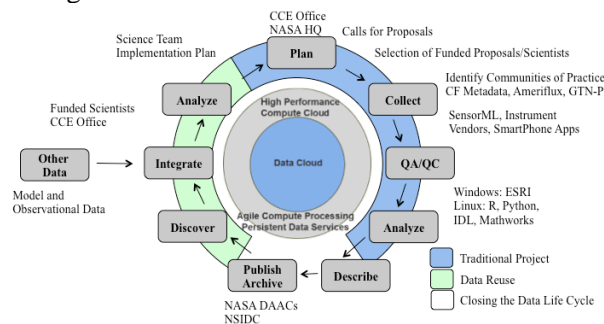 CCE Office
NASA HQ
Science Team
Implementation Plan
Calls for Proposals
Plan
Selection of Funded Proposals/Scientists
Identify Communities of Practice
CF Metadata, Ameriflux, GTN-P
Analyze
Collect
High Performance
Compute Cloud
Funded Scientists
CCE Office
SensorML, Instrument
Vendors, SmartPhone Apps
Other
Data
Integrate
Data Cloud
QA/QC
Model and
Observational Data
Windows: ESRI
Linux: R, Python,
IDL, Mathworks
Discover
Agile Compute Processing
Persistent Data Services
Analyze
Publish
Archive
Describe
Traditional Project
Data Reuse
Closing the Data Life Cycle
NASA DAACs
NSIDC